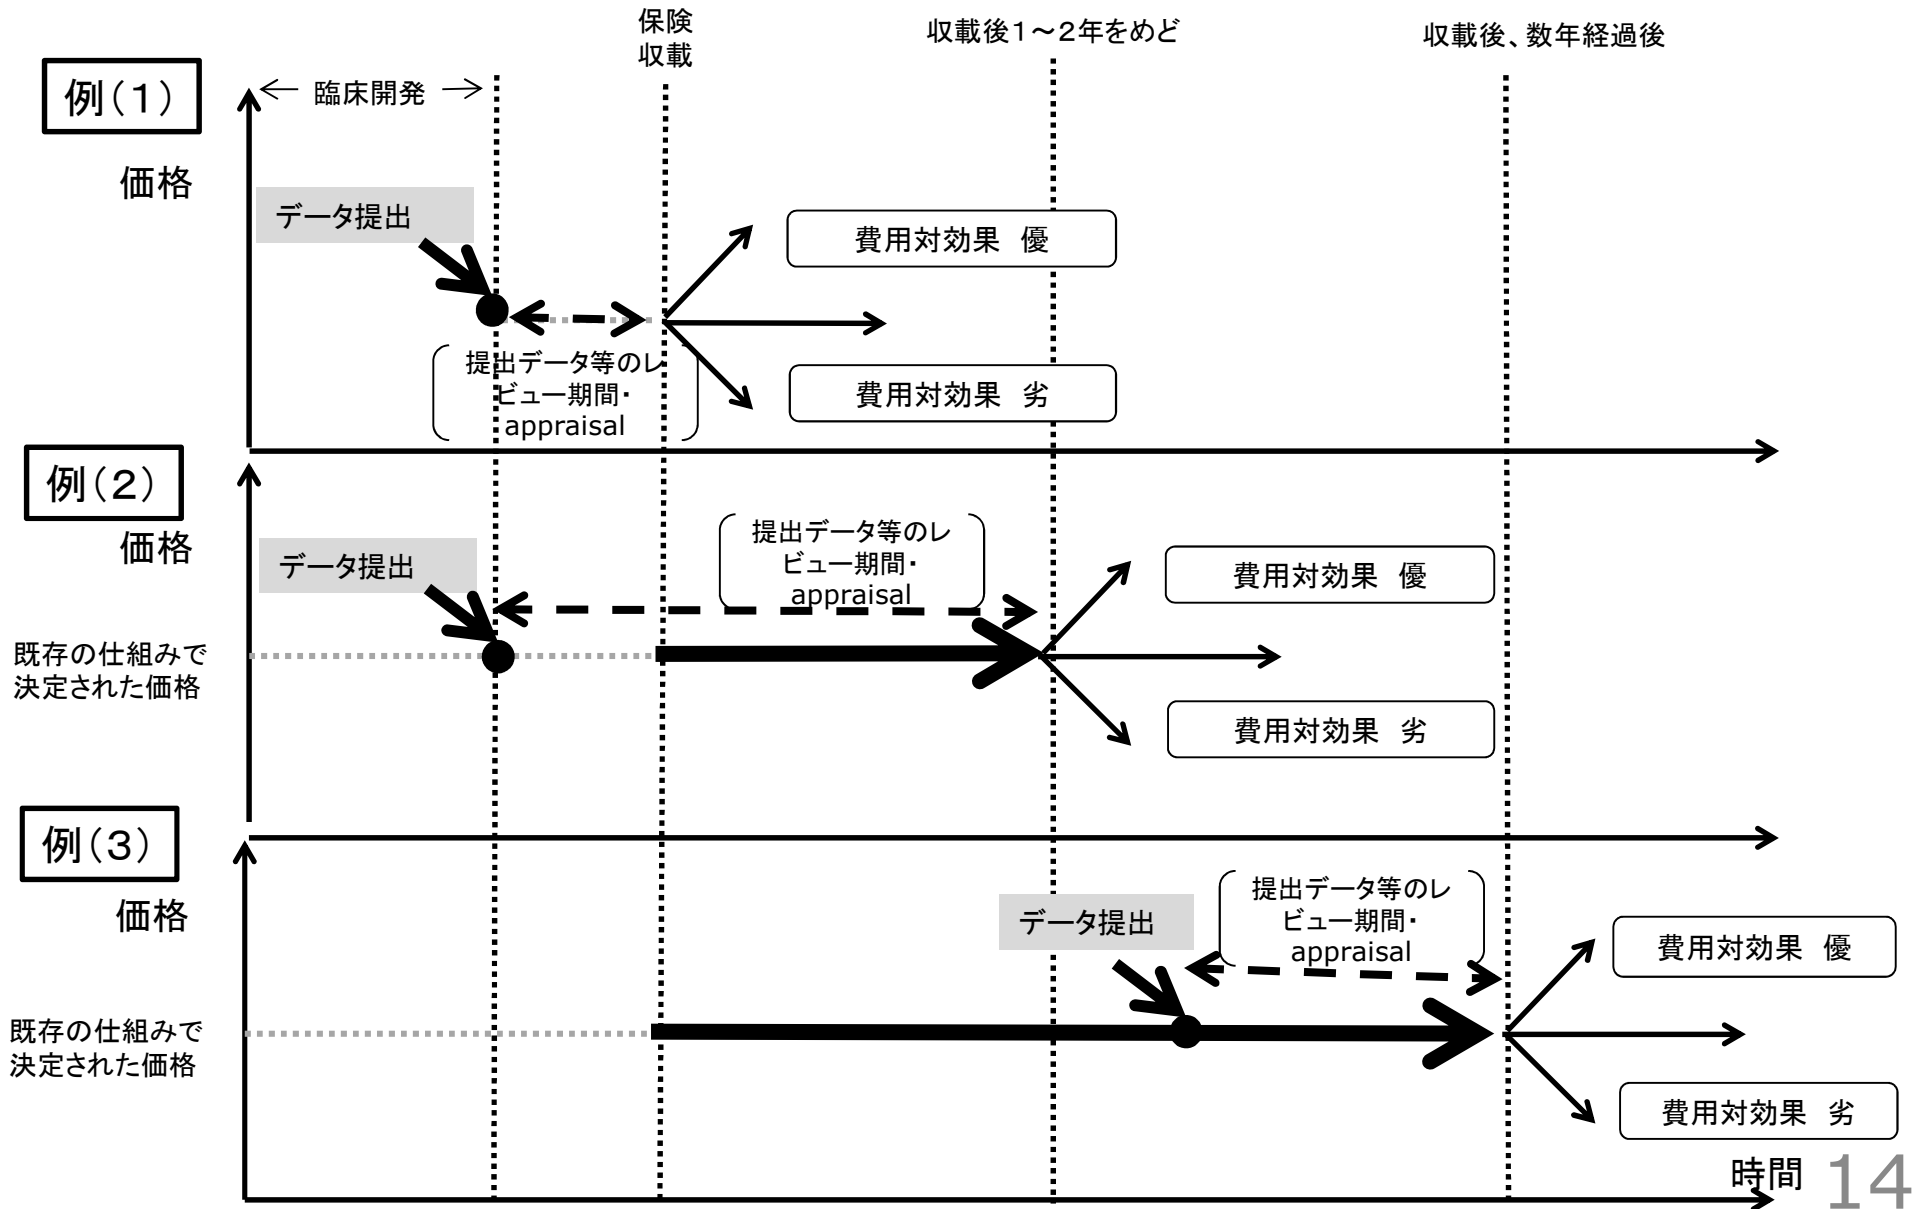 保険
収載
収載後1～2年をめど
収載後、数年経過後
例(1)
臨床開発
価格
データ提出
費用対効果 優
提出データ等のレ
ビュー期間・
appraisal
費用対効果 劣
例(2)
価格
データ提出
提出データ等のレ
ビュー期間・
appraisal
費用対効果 優
既存の仕組みで
決定された価格
費用対効果 劣
例(3)
価格
データ提出
提出データ等のレ
ビュー期間・
appraisal
費用対効果 優
既存の仕組みで
決定された価格
費用対効果 劣
時間
14